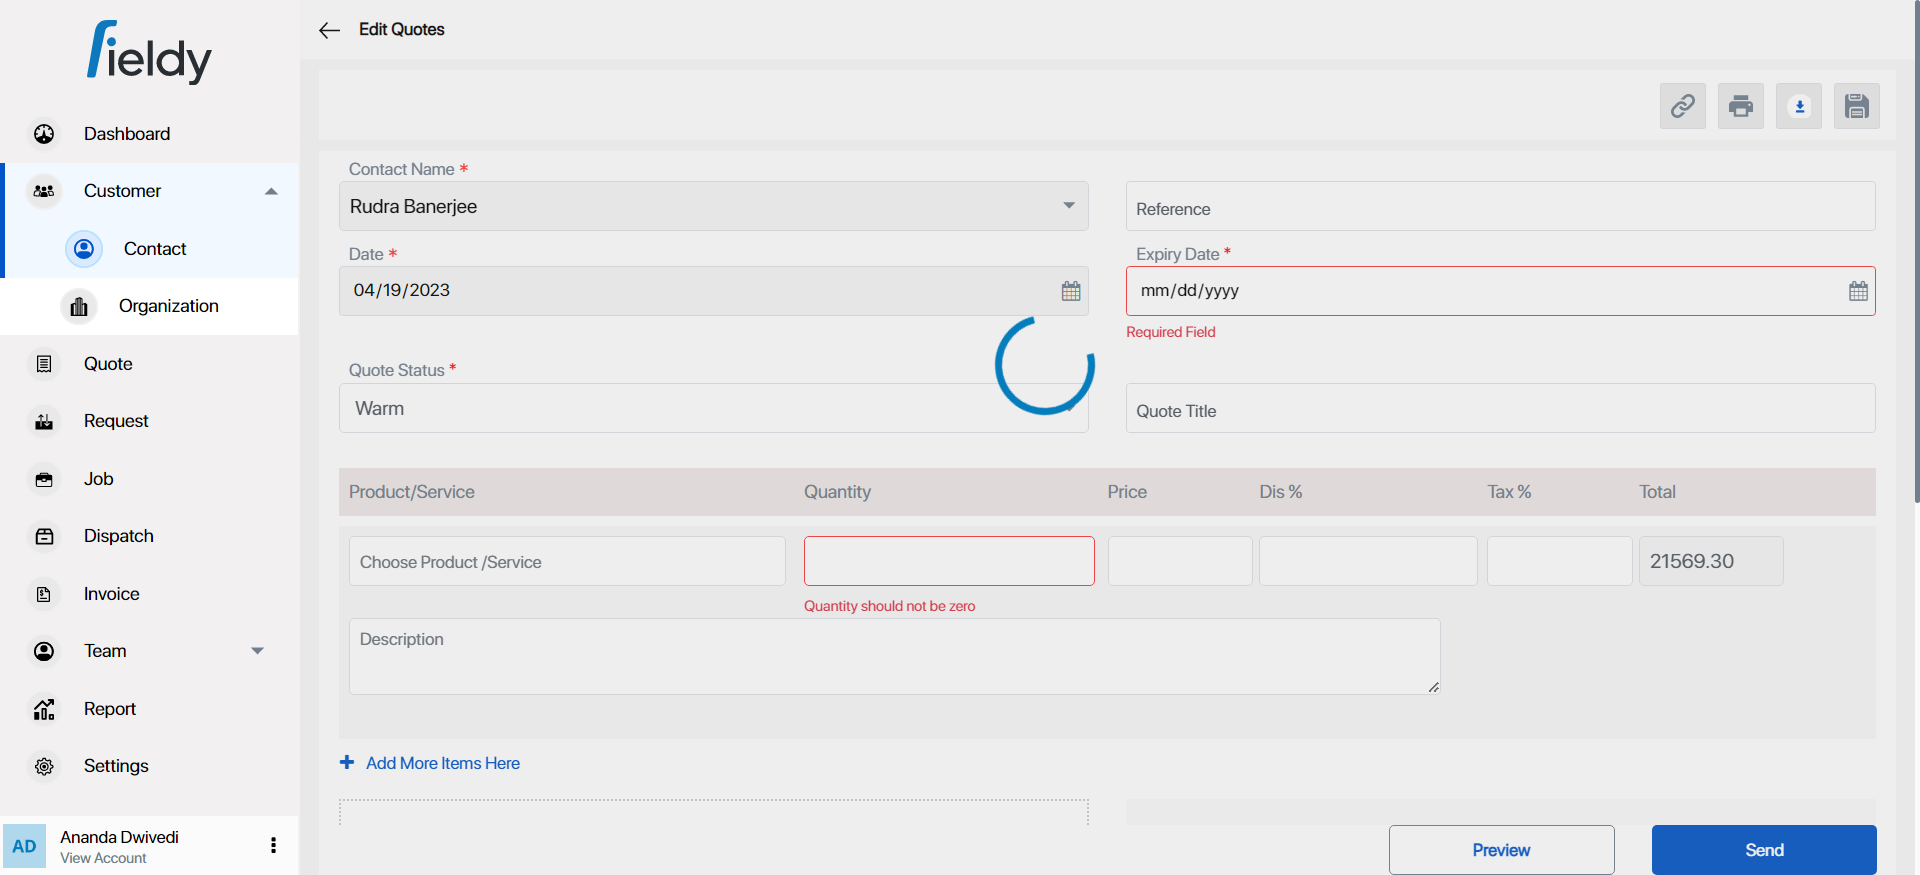 fieldy
Edit Quotes
Dashboard
Customer
Contact
Organization
Quote
Request
Job
Dispatch
Invoice
Team
Report
Settings
AD
Ananda Dwivedi
View Account
Contact Name *
Rudra Banerjee
Reference
Date *
04/19/2023
Expiry Date *
mm/dd/yyyy
Required Field
Quote Status *
Warm
Quote Title
Product/Service Quantity Price Dis % Tax % Total
Choose Product /Service
21569.30
Quantity should not be zero
Description
+ Add More Items Here
Preview
Send